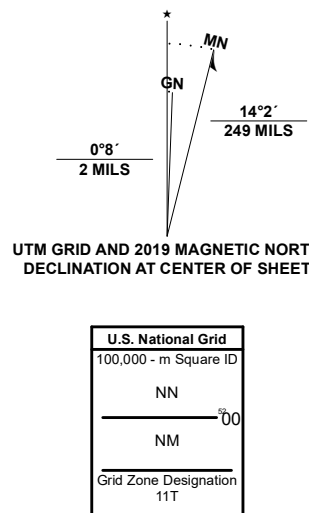 ★
MN
GN
14°2´
249 MILS
0°8´
2 MILS
UTM GRID AND 2019 MAGNETIC NORT
DECLINATION AT CENTER OF SHEET
U.S. National Grid
100,000 - m Square ID
NN
5200
NM
Grid Zone Designation
11T